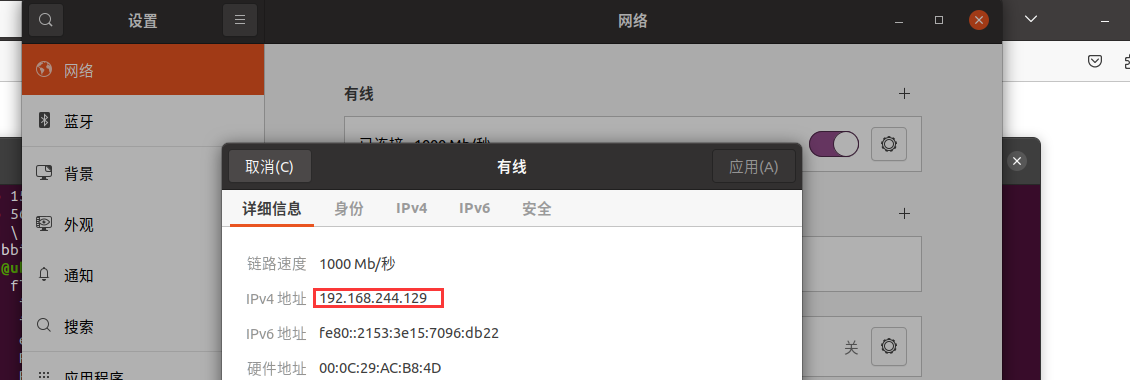 设置
网络
网络
有线
蓝牙
已连接 - 1000 Mb/秒
取消(C)
有线
应用(A)
背景
详细信息
身份
IPv4
IPv6
安全
外观
链路速度 1000 Mb/秒
通知
IPv4 地址 192.168.244.129
搜索
IPv6 地址 fe80::2153:3e15:7096:db22
关
硬件地址 00:0C:29:AC:B8:4D
应用程序